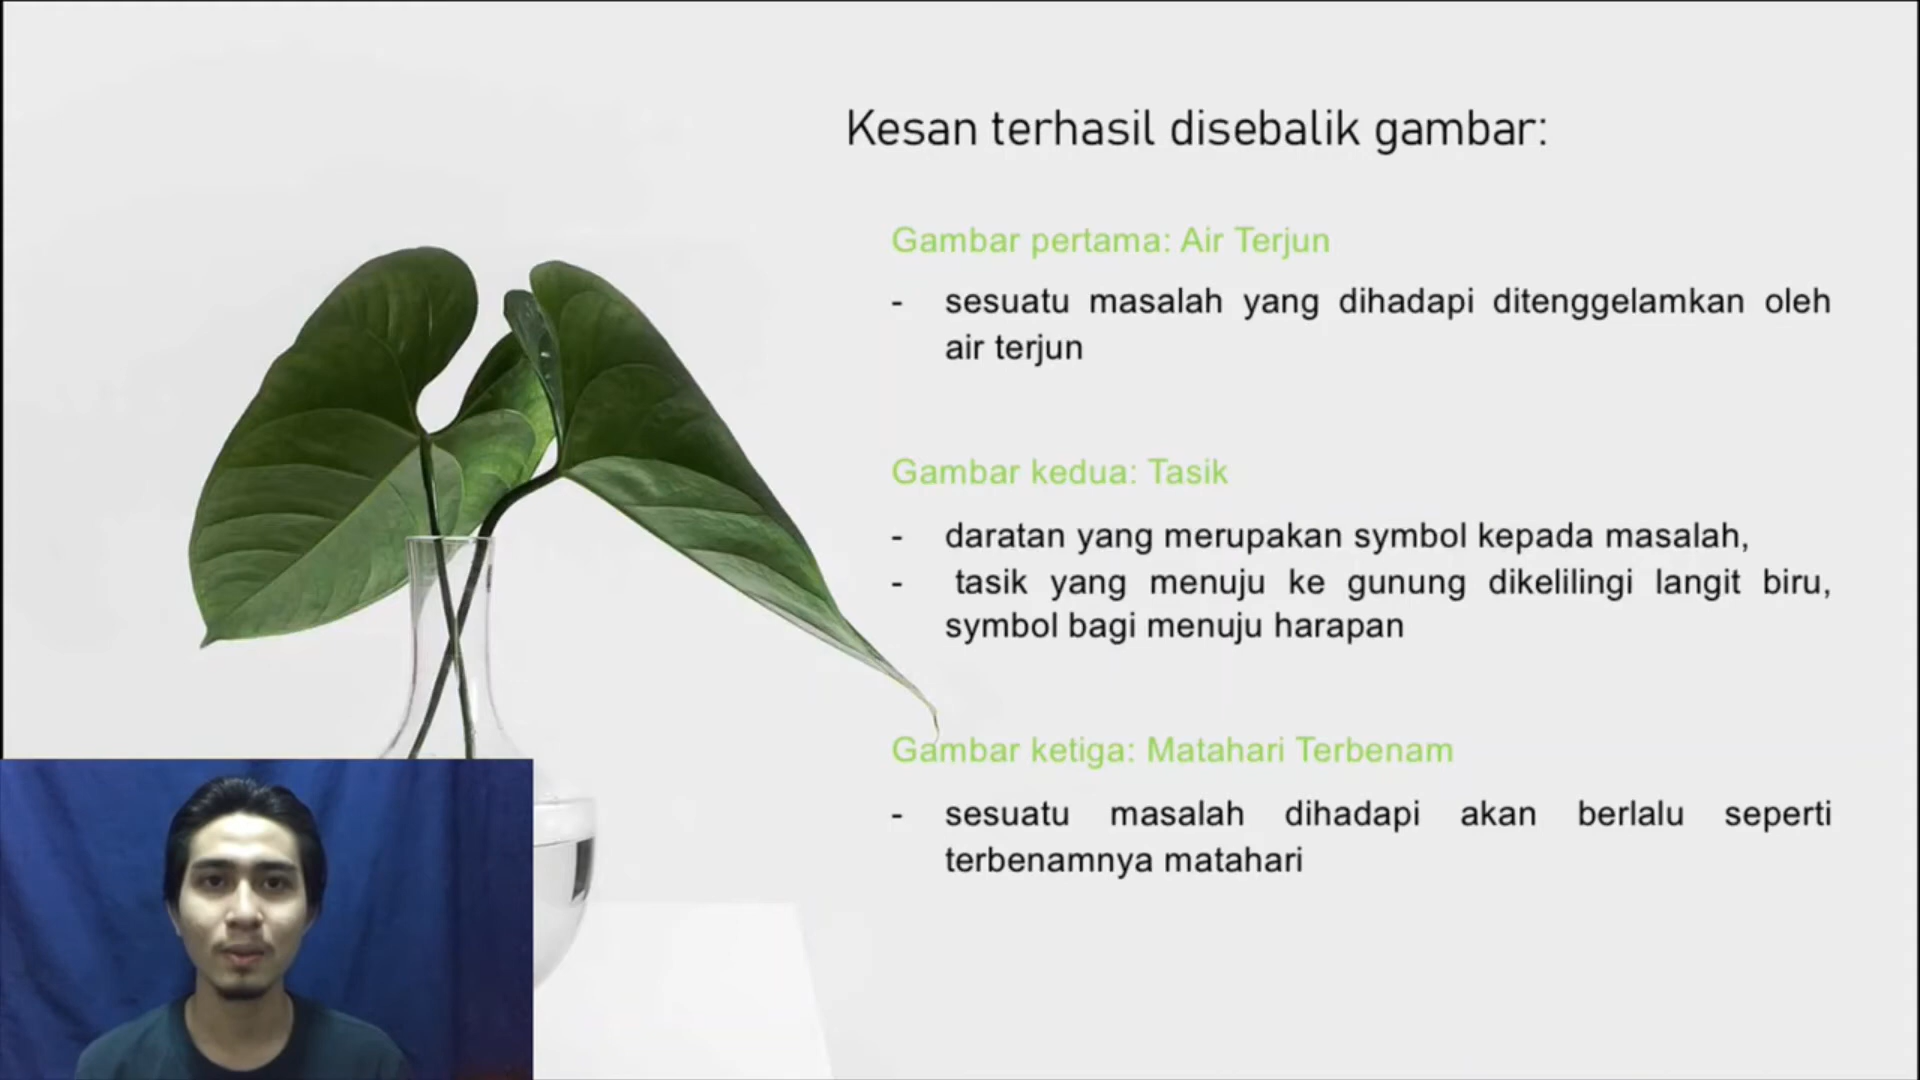 Kesan terhasil disebalik gambar:
Gambar pertama: Air Terjun
- sesuatu masalah yang dihadapi ditenggelamkan oleh
air terjun
Gambar kedua: Tasik
- daratan yang merupakan symbol kepada masalah,
- tasik yang menuju ke gunung dikelilingi langit biru,
symbol bagi menuju harapan
Gambar ketiga: Matahari Terbenam
- sesuatu masalah dihadapi akan berlalu seperti
terbenamnya matahari